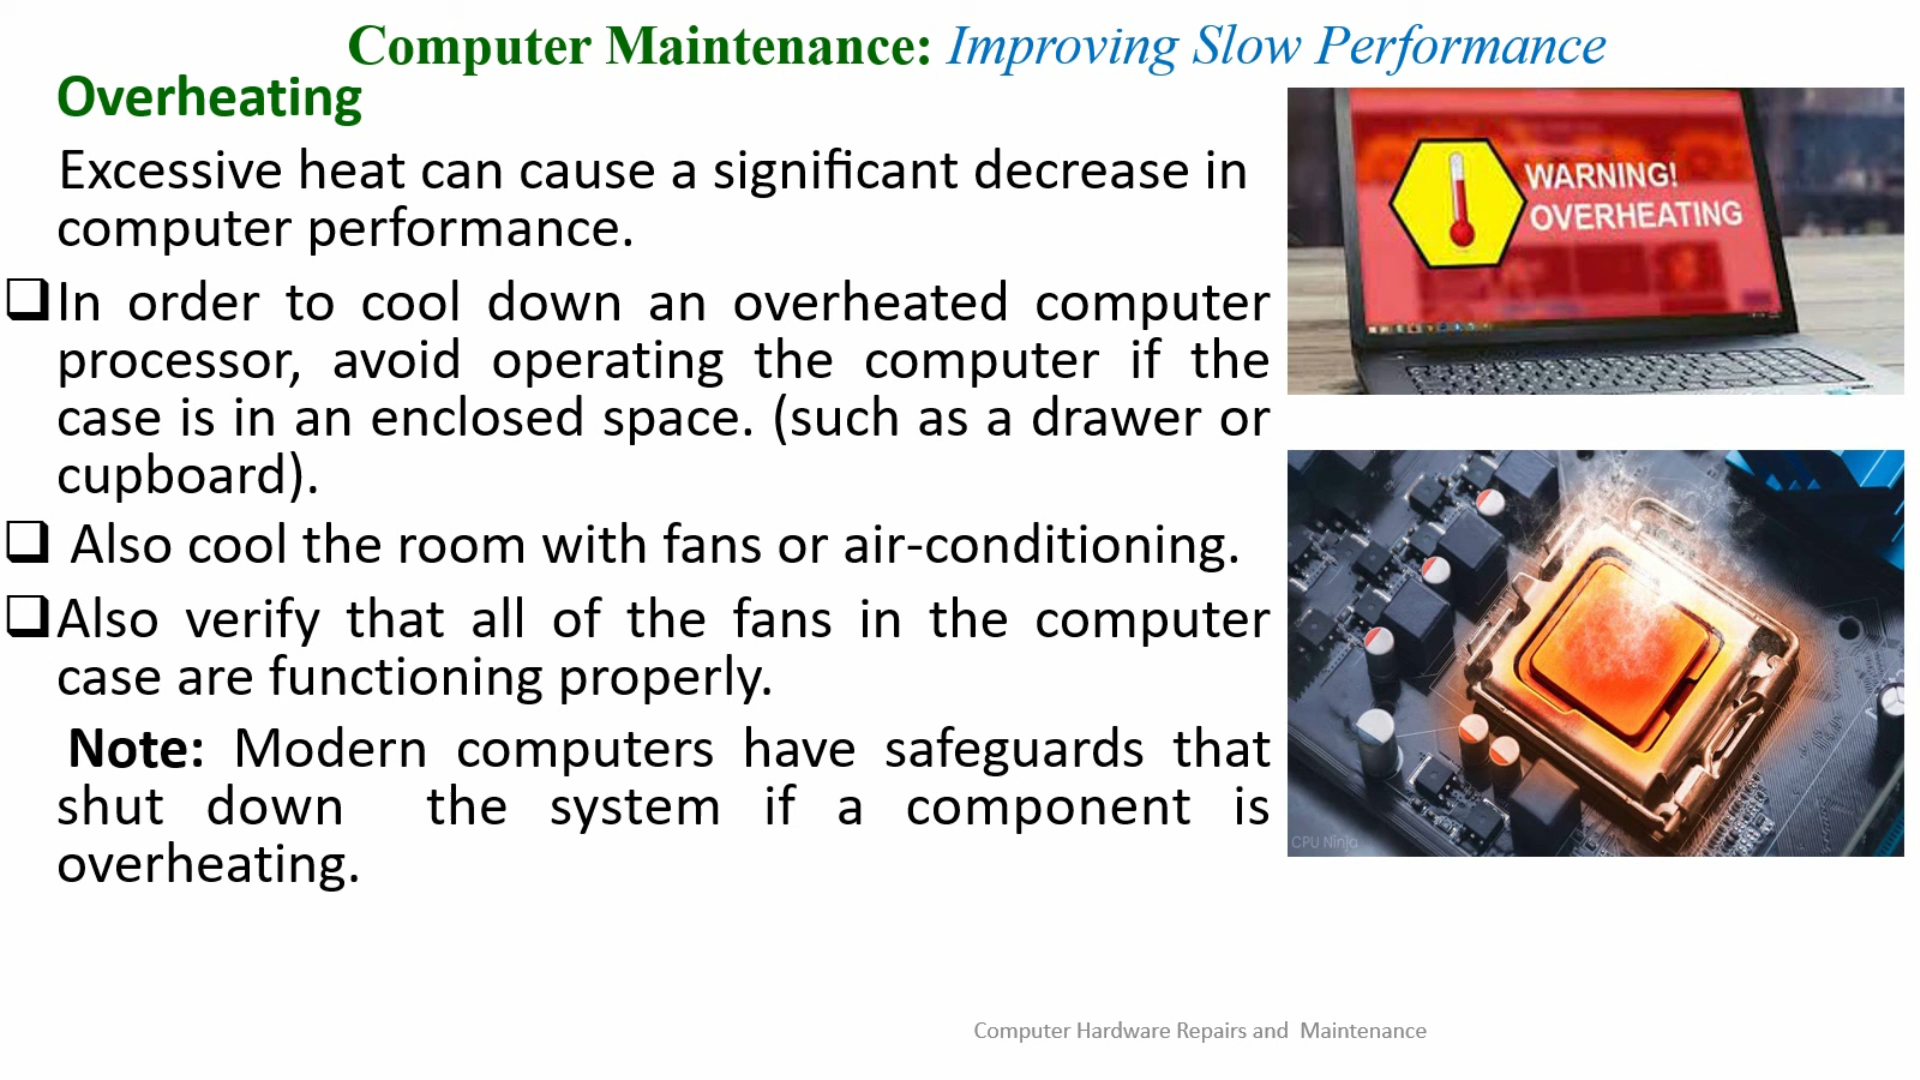 Computer Maintenance: Improving Slow Performance
Overheating
Excessive heat can cause a significant decrease in
computer performance.
In order to cool down an overheated computer
processor, avoid operating the computer if the
case is in an enclosed space. (such as a drawer or
cupboard).
Also cool the room with fans or air-conditioning.
Also verify that all of the fans in the computer
case are functioning properly.
Note: Modern computers have safeguards that
shut down the system if a component is
overheating.
WARNING!
OVERHEATING
CPU Ninja
Computer Hardware Repairs and Maintenance